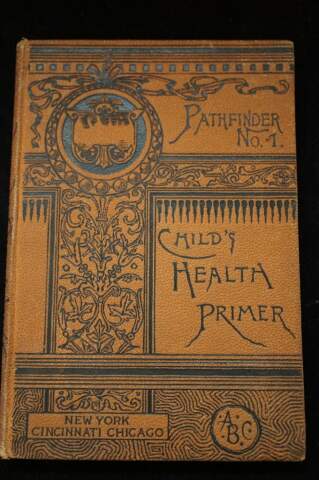 PATHFINDER
No. 1.
CHILD'S
HEALTH
PRIMER
NEW YORK
CINCINNATI CHICAGO
A.B.C